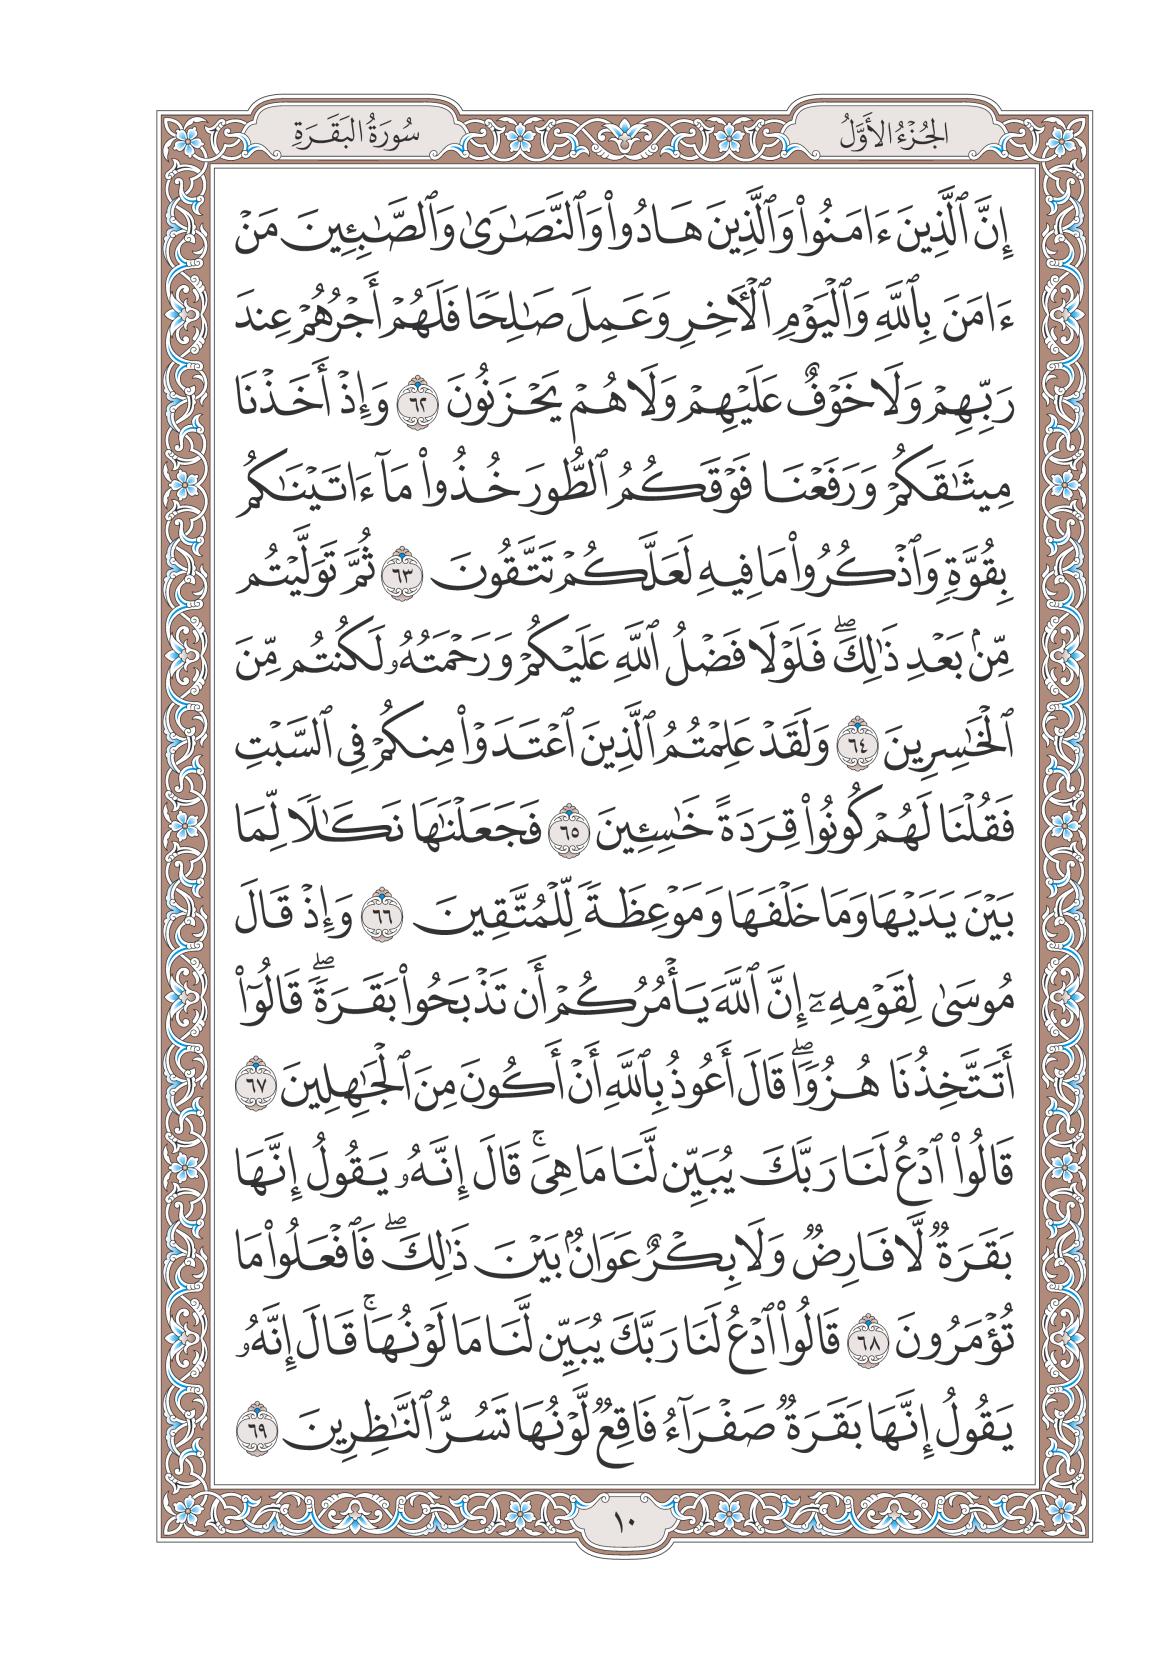 الجُزْءُ الأَوَّلُ
سُورَةُ البَقَرَةِ
إِنَّ ٱلَّذِينَ ءَامَنُوا۟ وَٱلَّذِينَ هَادُوا۟ وَٱلنَّصَـٰرَىٰ وَٱلصَّـٰبِـِٔينَ مَنْ
ءَامَنَ بِٱللَّهِ وَٱلْيَوْمِ ٱلْـَٔاخِرِ وَعَمِلَ صَـٰلِحًا فَلَهُمْ أَجْرُهُمْ عِندَ
رَبِّهِمْ وَلَا خَوْفٌ عَلَيْهِمْ وَلَا هُمْ يَحْزَنُونَ ٦٢ وَإِذْ أَخَذْنَا
مِيثَـٰقَكُمْ وَرَفَعْنَا فَوْقَكُمُ ٱلطُّورَ خُذُوا۟ مَآ ءَاتَيْنَـٰكُم
بِقُوَّةٍ وَٱذْكُرُوا۟ مَا فِيهِ لَعَلَّكُمْ تَتَّقُونَ ٦٣ ثُمَّ تَوَلَّيْتُم
مِّنۢ بَعْدِ ذَٰلِكَ ۖ فَلَوْلَا فَضْلُ ٱللَّهِ عَلَيْكُمْ وَرَحْمَتُهُۥ لَكُنتُم مِّنَ
ٱلْخَـٰسِرِينَ ٦٤ وَلَقَدْ عَلِمْتُمُ ٱلَّذِينَ ٱعْتَدَوْا۟ مِنكُمْ فِى ٱلسَّبْتِ
فَقُلْنَا لَهُمْ كُونُوا۟ قِرَدَةً خَـٰسِـِٔينَ ٦٥ فَجَعَلْنَـٰهَا نَكَـٰلًا لِّمَا
بَيْنَ يَدَيْهَا وَمَا خَلْفَهَا وَمَوْعِظَةً لِّلْمُتَّقِينَ ٦٦ وَإِذْ قَالَ
مُوسَىٰ لِقَوْمِهِۦٓ إِنَّ ٱللَّهَ يَأْمُرُكُمْ أَن تَذْبَحُوا۟ بَقَرَةً ۖ قَالُوٓا۟
أَتَتَّخِذُنَا هُزُوًا ۖ قَالَ أَعُوذُ بِٱللَّهِ أَنْ أَكُونَ مِنَ ٱلْجَـٰهِلِينَ ٦٧
قَالُوا۟ ٱدْعُ لَنَا رَبَّكَ يُبَيِّن لَّنَا مَا هِىَ ۚ قَالَ إِنَّهُۥ يَقُولُ إِنَّهَا
بَقَرَةٌ لَّا فَارِضٌ وَلَا بِكْرٌ عَوَانٌۢ بَيْنَ ذَٰلِكَ ۖ فَٱفْعَلُوا۟ مَا
تُؤْمَرُونَ ٦٨ قَالُوا۟ ٱدْعُ لَنَا رَبَّكَ يُبَيِّن لَّنَا مَا لَوْنُهَا ۚ قَالَ إِنَّهُۥ
يَقُولُ إِنَّهَا بَقَرَةٌ صَفْرَآءُ فَاقِعٌ لَّوْنُهَا تَسُرُّ ٱلنَّـٰظِرِينَ ٦٩
١٠